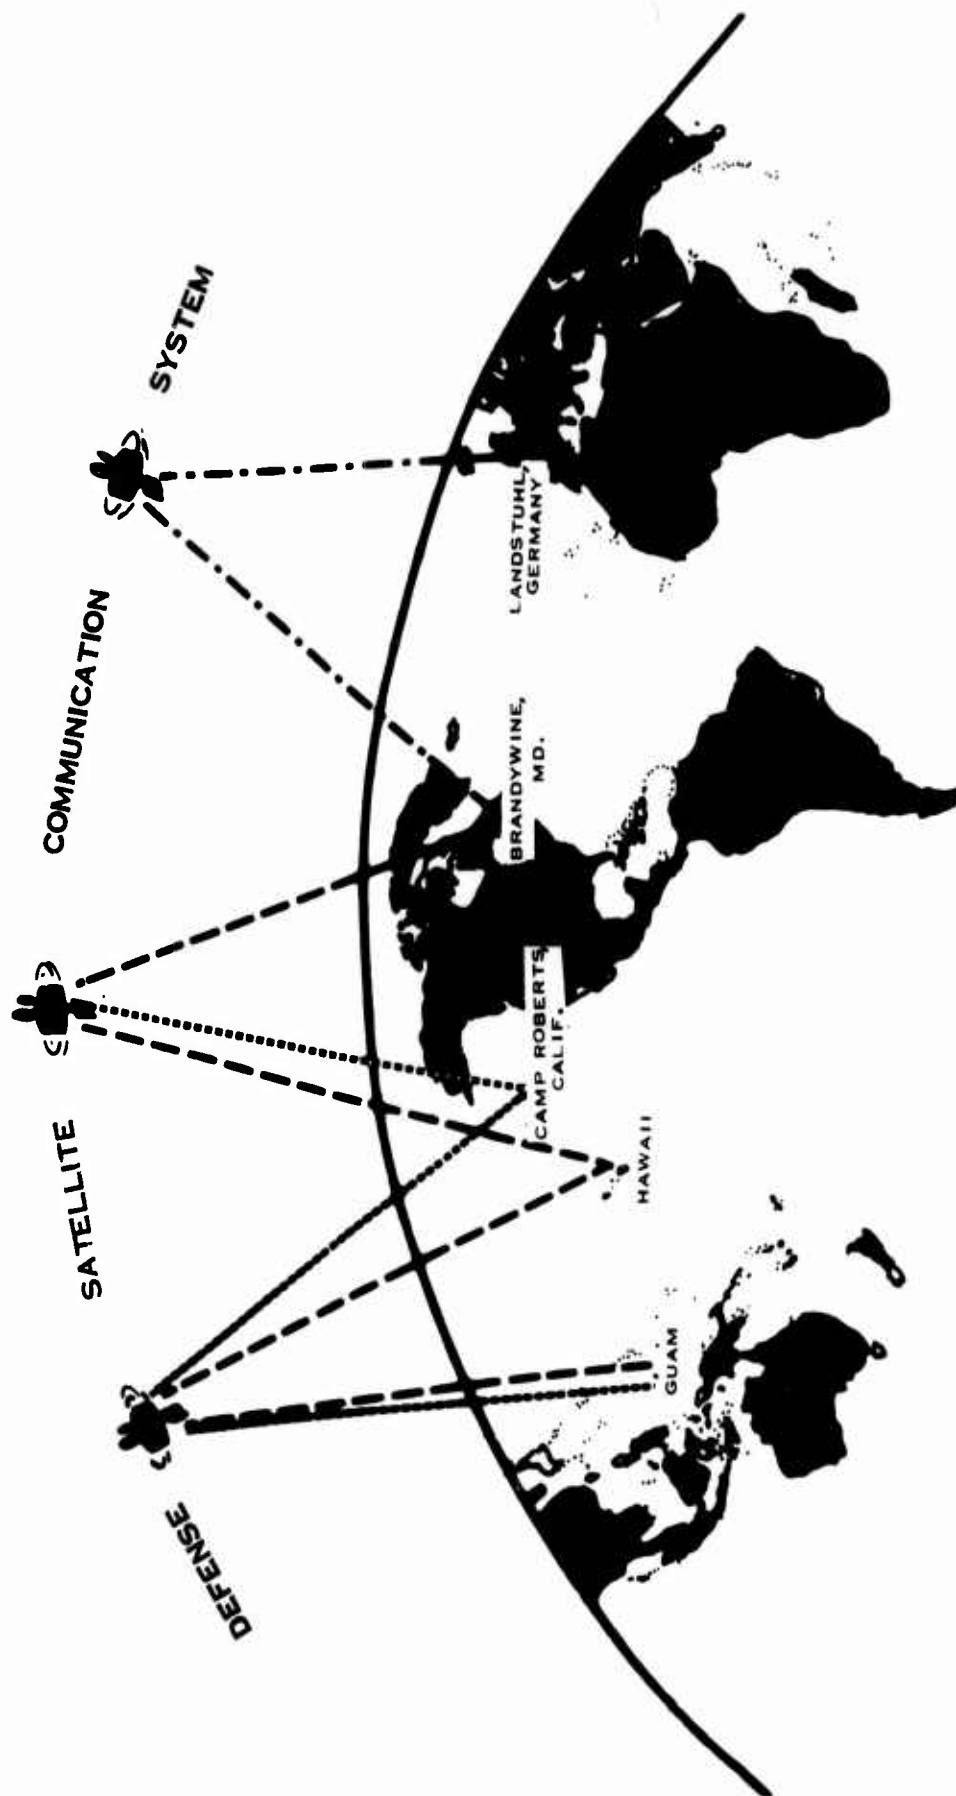 DEFENSE
SATELLITE
COMMUNICATION
SYSTEM
GUAM
HAWAII
CAMP ROBERTS,
CALIF.
BRANDYWINE,
MD.
LANDSTUHL,
GERMANY